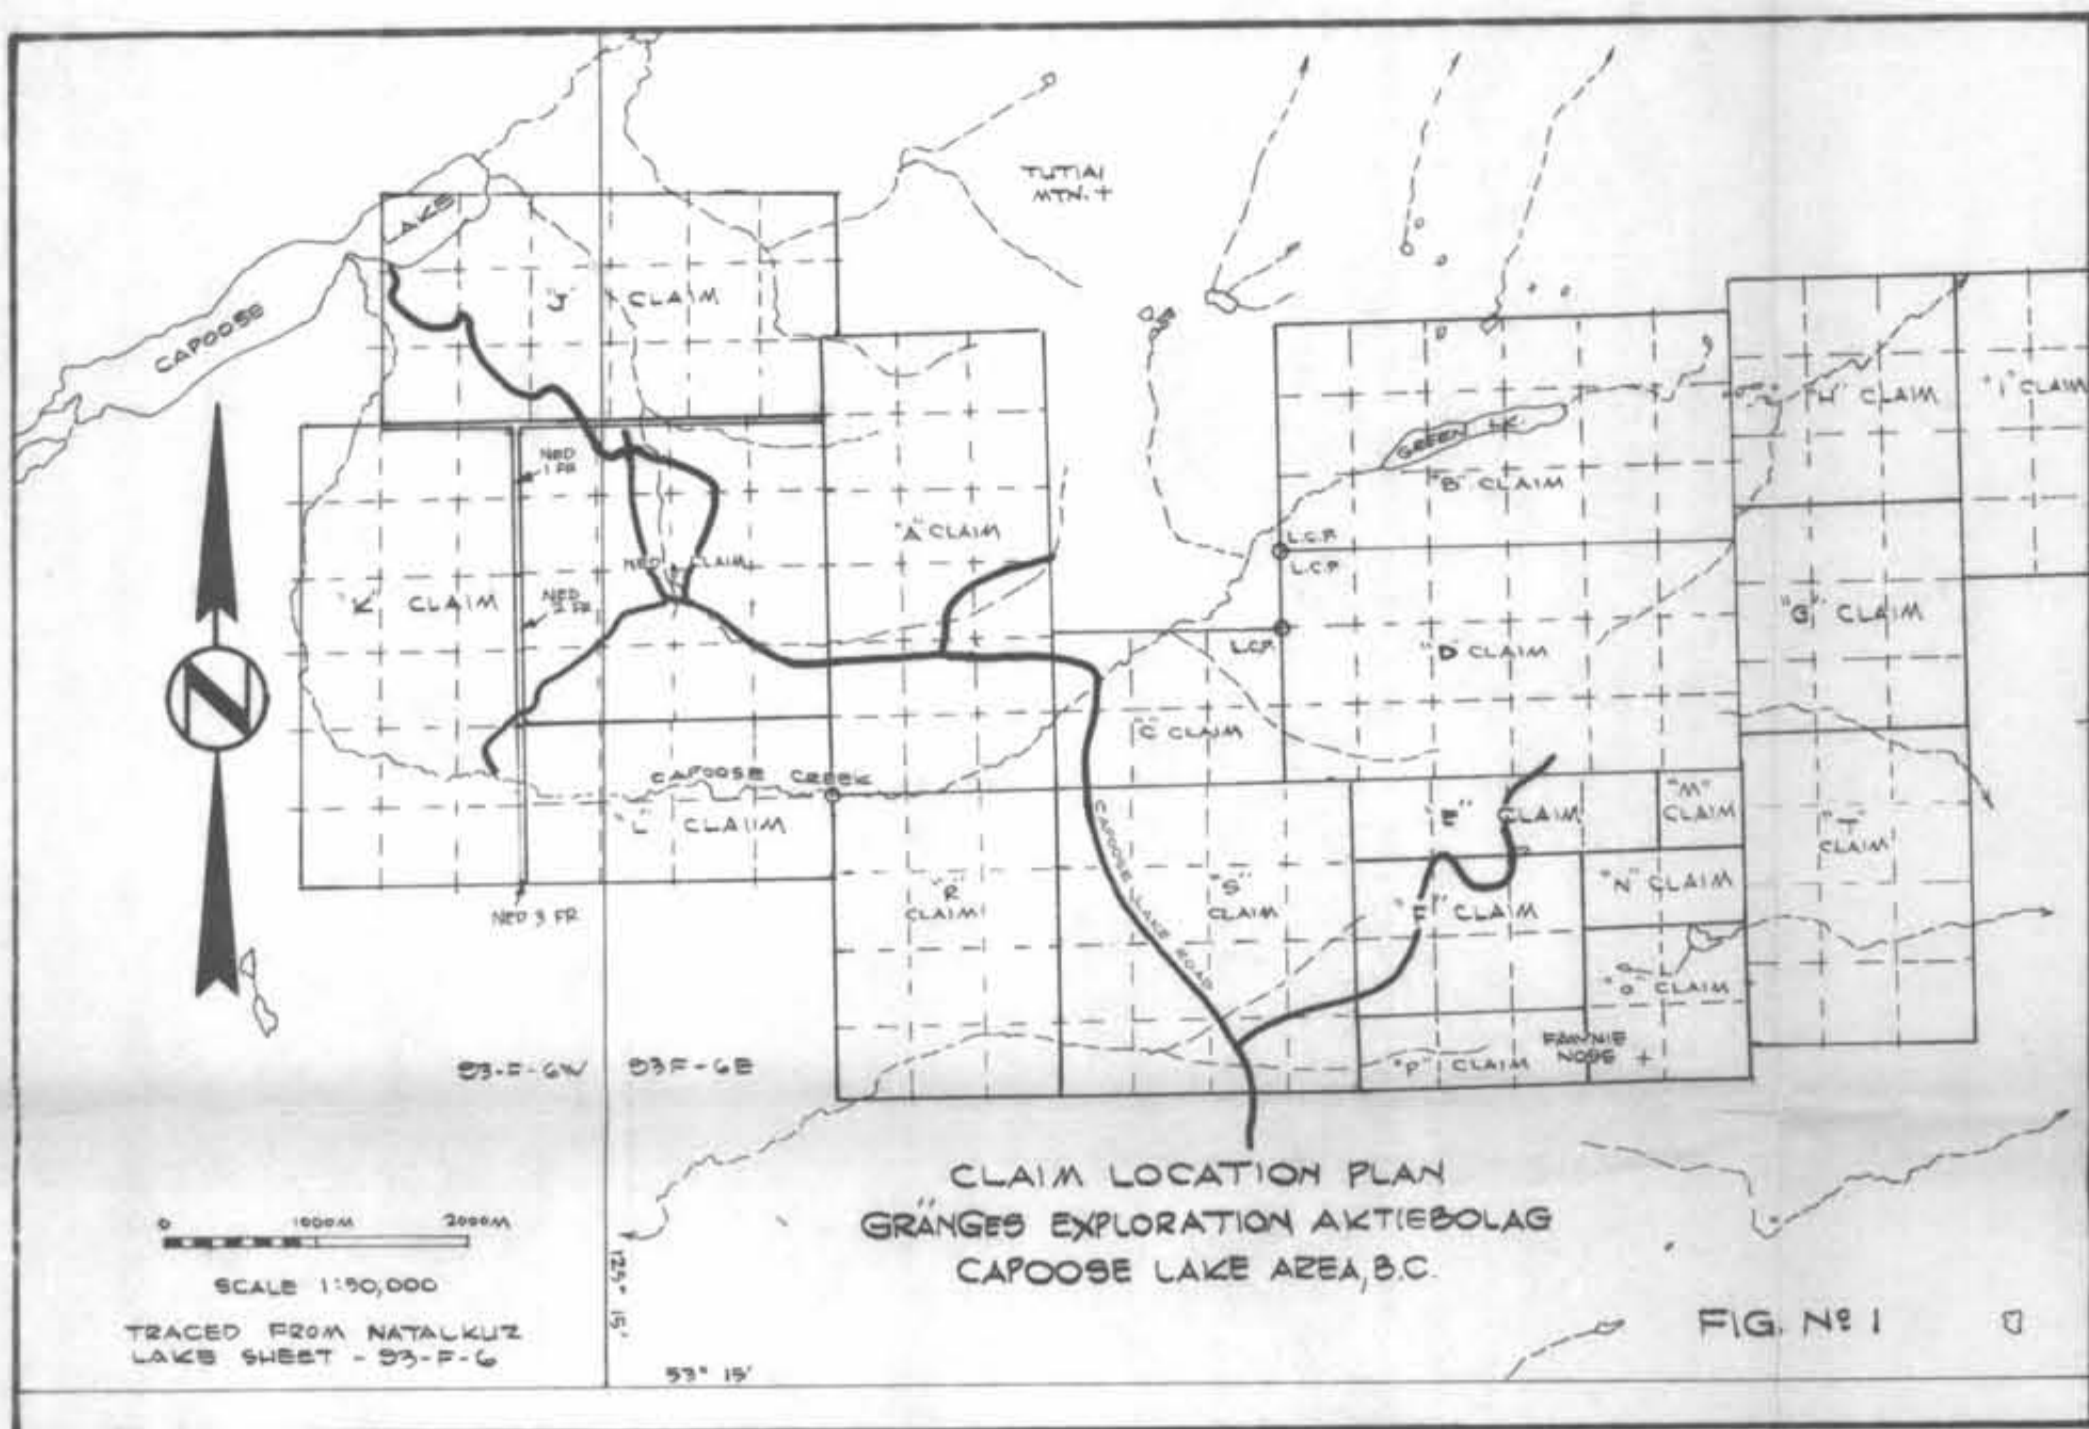 TUTIAI
MTN. +
LAKE
CAPOOSE
"J" CLAIM
"H" CLAIM
"I" CLAIM
GREEN LK.
"B" CLAIM
NED
1 FR
"A" CLAIM
L.C.P.
L.C.P.
NED CLAIM
"K" CLAIM
NED
2 FR
"G" CLAIM
L.C.P.
"D" CLAIM
"C" CLAIM
CAPOOSE CREEK
"L" CLAIIM
CAPOOSE LAKE ROAD
"E" CLAIM
"M"
CLAIM
"T"
CLAIM
"R"
CLAIM
"S"
CLAIM
"F" CLAIM
"N" CLAIM
NED 3 FR
"O" CLAIM
FAWNIE
NOSE +
"P" CLAIM
93-F-6W
93F-6E
N
CLAIM LOCATION PLAN
GRÄNGES EXPLORATION AKTIEBOLAG
CAPOOSE LAKE AREA, B.C.
0 1000M 2000M
SCALE 1:50,000
TRACED FROM NATALKUZ
LAKE SHEET - 93-F-6
125° 15'
53° 15'
FIG. Nº 1